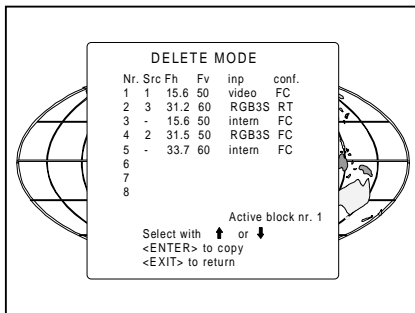 DELETE MODE
Nr. Src Fh Fv inp conf.
1 1 15.6 50 video FC
2 3 31.2 60 RGB3S RT
3 - 15.6 50 intern FC
4 2 31.5 50 RGB3S FC
5 - 33.7 60 intern FC
6
7
8
Active block nr. 1
Select with ⬆ or ⬇
<ENTER> to copy
<EXIT> to return